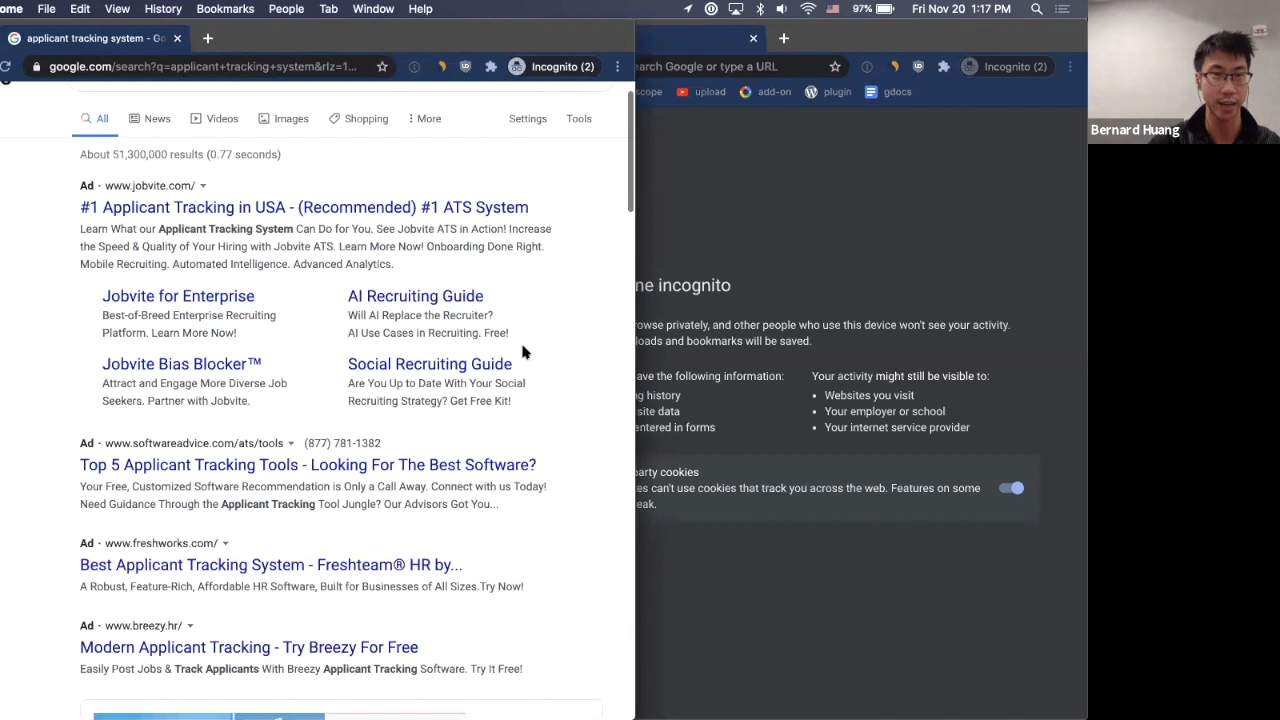 ome File Edit View History Bookmarks People Tab Window Help 97% Fri Nov 20 1:17 PM
applicant tracking system - Go
google.com/search?q=applicant+tracking+system&rlz=1... Incognito (2)
earch Google or type a URL Incognito (2)
scope upload add-on plugin gdocs
All News Videos Images Shopping More Settings Tools
About 51,300,000 results (0.77 seconds)
Ad · www.jobvite.com/
#1 Applicant Tracking in USA - (Recommended) #1 ATS System
Learn What our Applicant Tracking System Can Do for You. See Jobvite ATS in Action! Increase
the Speed & Quality of Your Hiring with Jobvite ATS. Learn More Now! Onboarding Done Right.
Mobile Recruiting. Automated Intelligence. Advanced Analytics.
Jobvite for Enterprise
Best-of-Breed Enterprise Recruiting
Platform. Learn More Now!
AI Recruiting Guide
Will AI Replace the Recruiter?
AI Use Cases in Recruiting. Free!
Jobvite Bias Blocker™
Attract and Engage More Diverse Job
Seekers. Partner with Jobvite.
Social Recruiting Guide
Are You Up to Date With Your Social
Recruiting Strategy? Get Free Kit!
Ad · www.softwareadvice.com/ats/tools (877) 781-1382
Top 5 Applicant Tracking Tools - Looking For The Best Software?
Your Free, Customized Software Recommendation is Only a Call Away. Connect with us Today!
Need Guidance Through the Applicant Tracking Tool Jungle? Our Advisors Got You...
Ad · www.freshworks.com/
Best Applicant Tracking System - Freshteam® HR by...
A Robust, Feature-Rich, Affordable HR Software, Built for Businesses of All Sizes.Try Now!
Ad · www.breezy.hr/
Modern Applicant Tracking - Try Breezy For Free
Easily Post Jobs & Track Applicants With Breezy Applicant Tracking Software. Try It Free!
ne incognito
rowse privately, and other people who use this device won't see your activity.
loads and bookmarks will be saved.
ave the following information:
g history
site data
entered in forms
Your activity might still be visible to:
• Websites you visit
• Your employer or school
• Your internet service provider
arty cookies
es can't use cookies that track you across the web. Features on some
eak.
Bernard Huang